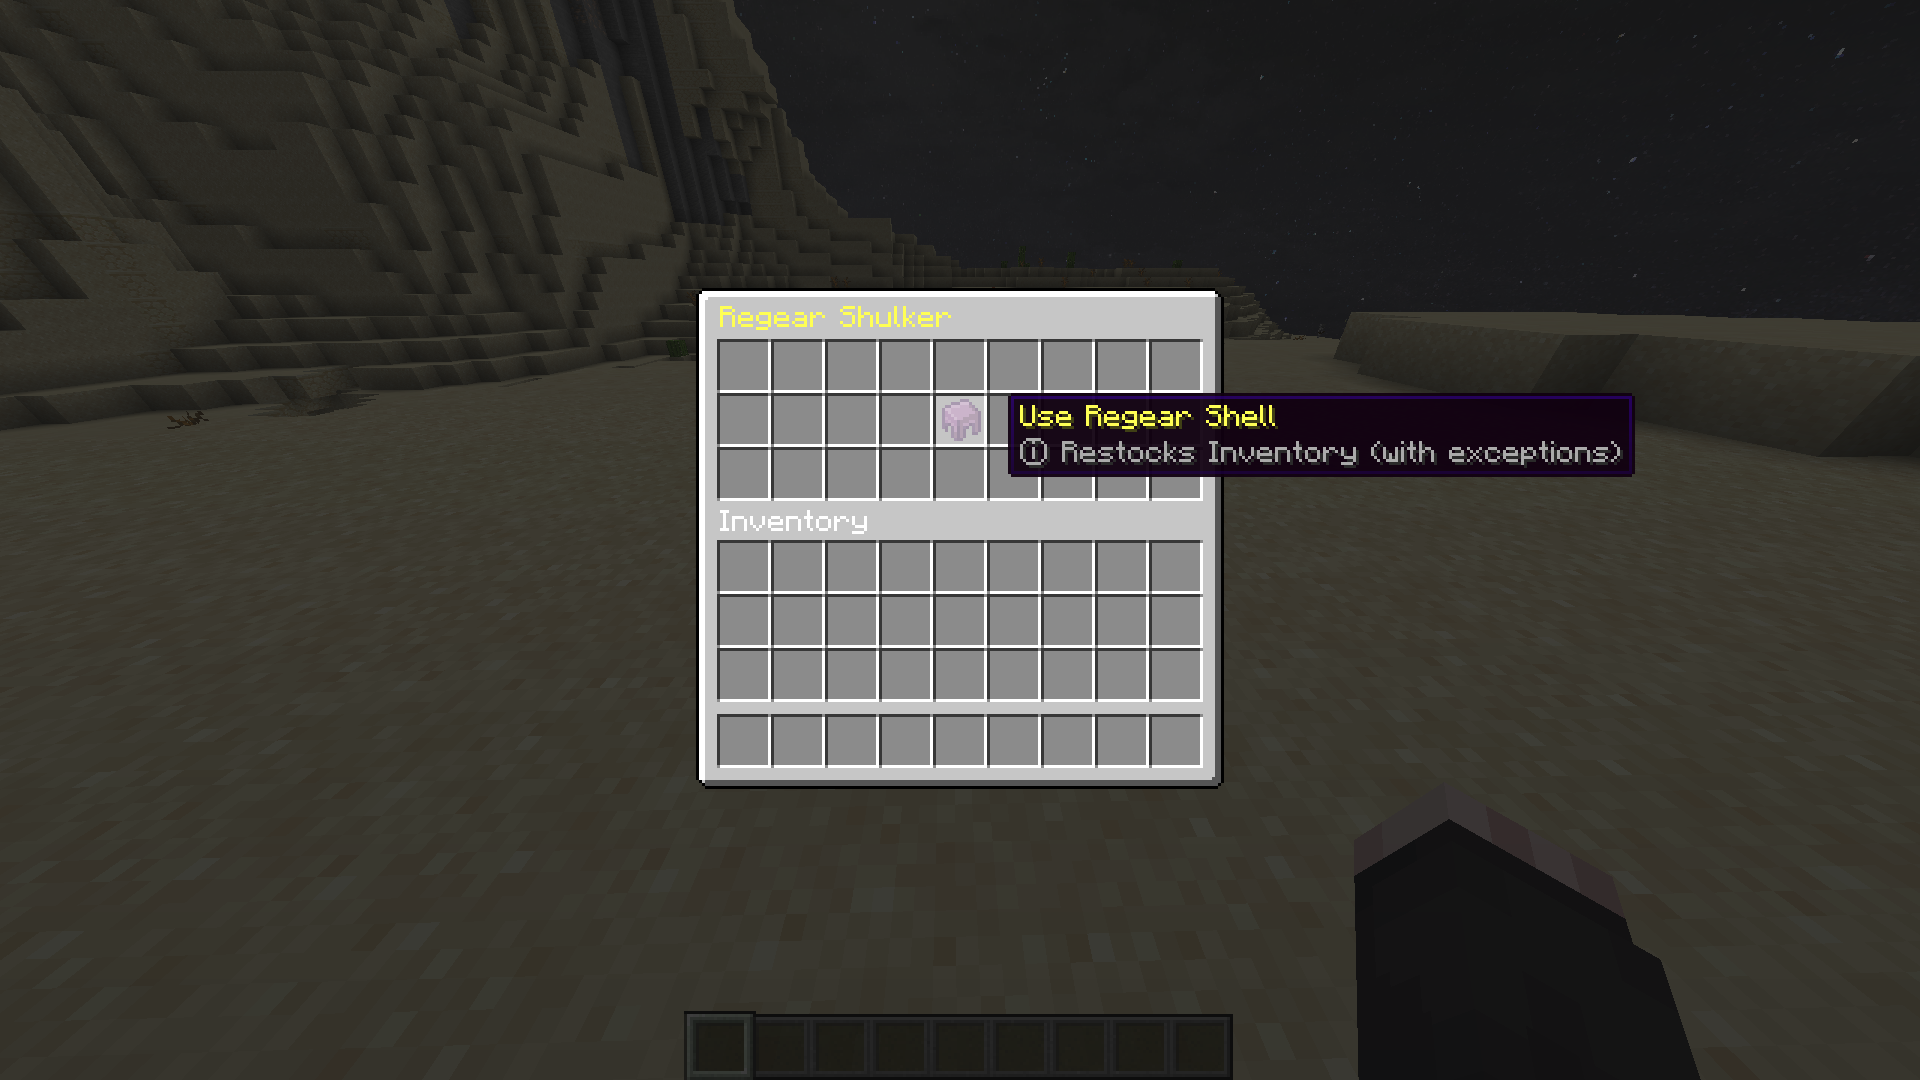 Regear Shulker
Use Regear Shell
ⓘ Restocks Inventory (with exceptions)
Inventory